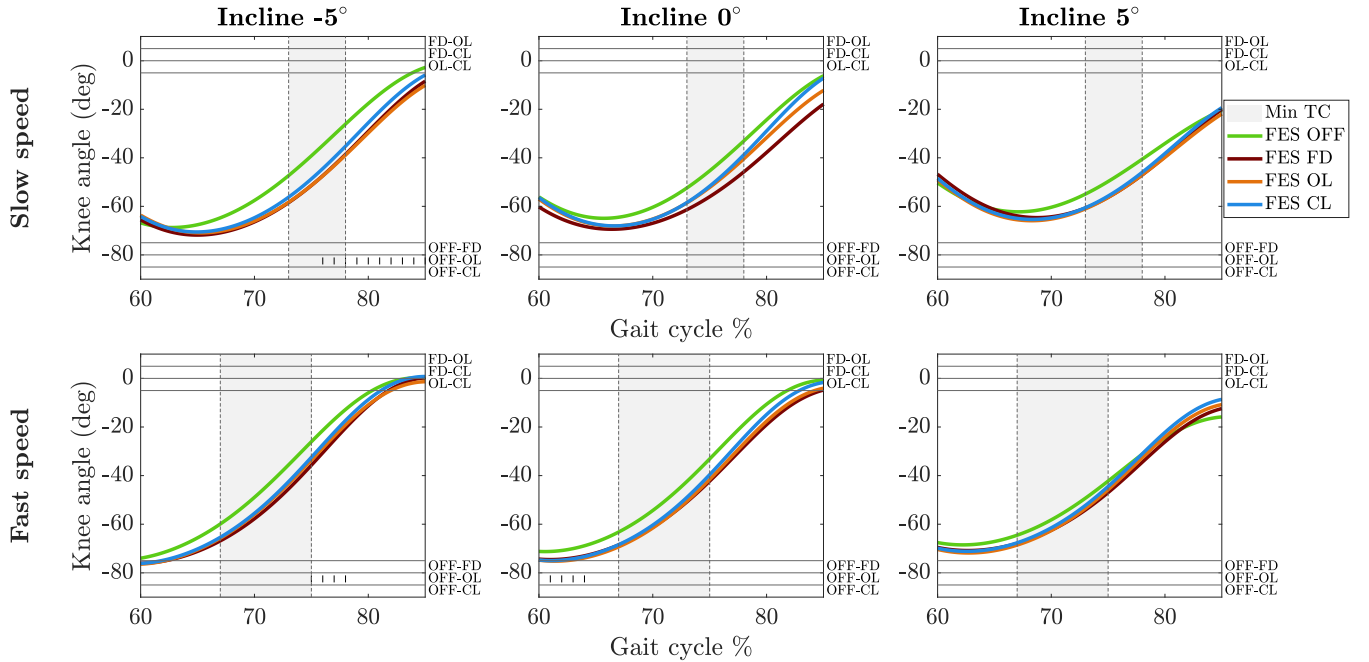 Incline -5°
Incline 0°
Incline 5°
Slow speed
Knee angle (deg)
0
-20
-40
-60
-80
60
70
80
FD-OL
FD-CL
OL-CL
OFF-FD
OFF-OL
OFF-CL
0
-20
-40
-60
-80
60
70
80
Gait cycle %
FD-OL
FD-CL
OL-CL
OFF-FD
OFF-OL
OFF-CL
0
-20
-40
-60
-80
60
70
80
FD-OL
FD-CL
OL-CL
OFF-FD
OFF-OL
OFF-CL
Min TC
FES OFF
FES FD
FES OL
FES CL
Fast speed
Knee angle (deg)
0
-20
-40
-60
-80
60
70
80
FD-OL
FD-CL
OL-CL
OFF-FD
OFF-OL
OFF-CL
0
-20
-40
-60
-80
60
70
80
Gait cycle %
FD-OL
FD-CL
OL-CL
OFF-FD
OFF-OL
OFF-CL
0
-20
-40
-60
-80
60
70
80
FD-OL
FD-CL
OL-CL
OFF-FD
OFF-OL
OFF-CL